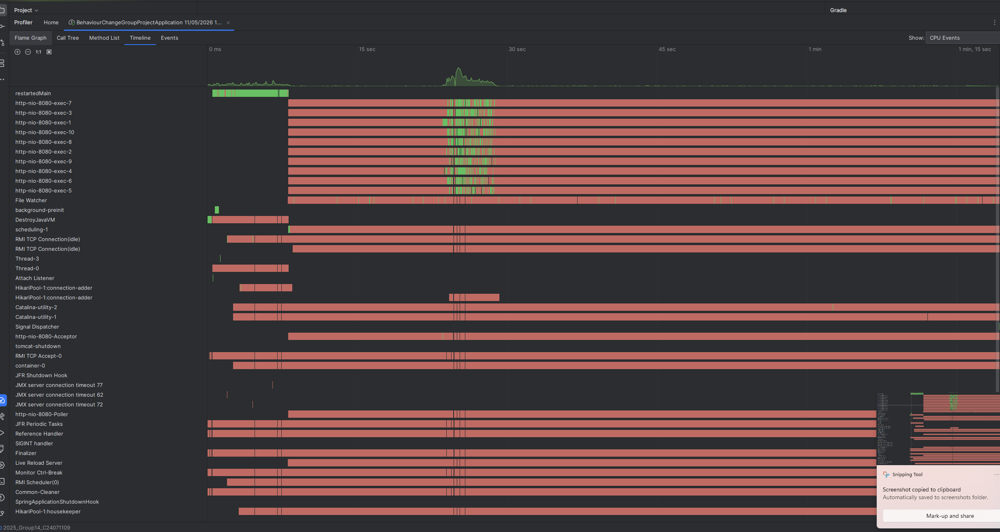 Project
Gradle
Profiler Home BehaviourChangeGroupProjectApplication 11/05/2026 1...
Flame Graph Call Tree Method List Timeline Events Show: CPU Events
1:1
0 ms 15 sec 30 sec 45 sec 1 min 1 min, 15 sec
restartedMain
http-nio-8080-exec-7
http-nio-8080-exec-3
http-nio-8080-exec-1
http-nio-8080-exec-10
http-nio-8080-exec-8
http-nio-8080-exec-2
http-nio-8080-exec-9
http-nio-8080-exec-4
http-nio-8080-exec-6
http-nio-8080-exec-5
File Watcher
background-preinit
DestroyJavaVM
scheduling-1
RMI TCP Connection(idle)
RMI TCP Connection(idle)
Thread-3
Thread-0
Attach Listener
HikariPool-1:connection-adder
HikariPool-1:connection-adder
Catalina-utility-2
Catalina-utility-1
Signal Dispatcher
http-nio-8080-Acceptor
tomcat-shutdown
RMI TCP Accept-0
container-0
JFR Shutdown Hook
JMX server connection timeout 77
JMX server connection timeout 62
JMX server connection timeout 72
http-nio-8080-Poller
JFR Periodic Tasks
Reference Handler
SIGINT handler
Finalizer
Live Reload Server
Monitor Ctrl-Break
RMI Scheduler(0)
Common-Cleaner
SpringApplicationShutdownHook
HikariPool-1:housekeeper
Snipping Tool
Screenshot copied to clipboard
Automatically saved to screenshots folder.
Mark-up and share
2025_Group14_C24071109